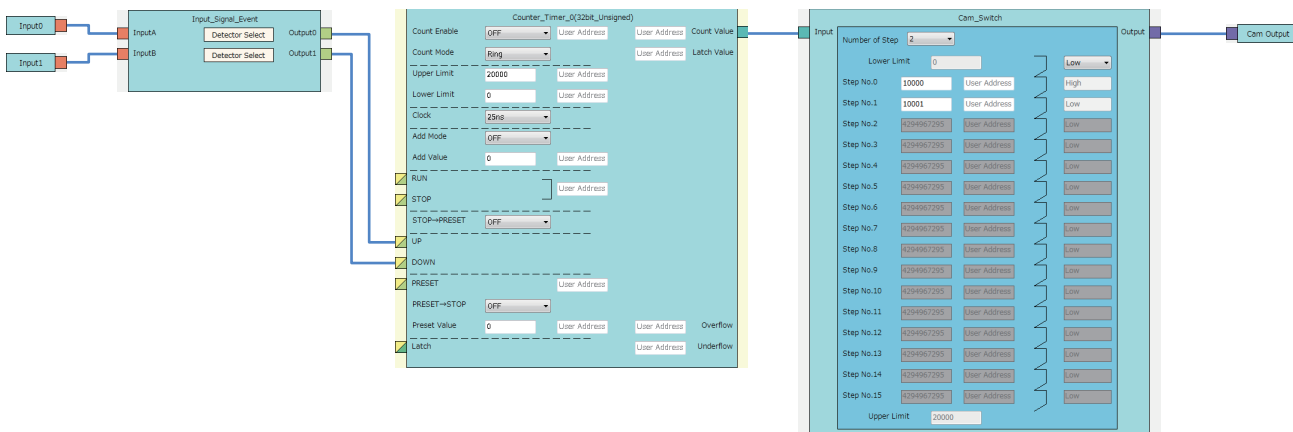 Input0
Input1
Input_Signal_Event
InputA Detector Select Output0
InputB Detector Select Output1
Counter_Timer_0(32bit_Unsigned)
Count Enable OFF User Address User Address Count Value
Count Mode Ring User Address Latch Value
Upper Limit 20000 User Address
Lower Limit 0 User Address
Clock 25ns
Add Mode OFF
Add Value 0 User Address
RUN
User Address
STOP
STOP→PRESET OFF
UP
DOWN
PRESET User Address
PRESET→STOP OFF
Preset Value 0 User Address User Address Overflow
Latch User Address Underflow
Cam_Switch
Input Output
Number of Step 2
Lower Limit 0 Low
Step No.0 10000 User Address High
Step No.1 10001 User Address Low
Step No.2 4294967295 User Address Low
Step No.3 4294967295 User Address Low
Step No.4 4294967295 User Address Low
Step No.5 4294967295 User Address Low
Step No.6 4294967295 User Address Low
Step No.7 4294967295 User Address Low
Step No.8 4294967295 User Address Low
Step No.9 4294967295 User Address Low
Step No.10 4294967295 User Address Low
Step No.11 4294967295 User Address Low
Step No.12 4294967295 User Address Low
Step No.13 4294967295 User Address Low
Step No.14 4294967295 User Address Low
Step No.15 4294967295 User Address Low
Upper Limit 20000
Cam Output